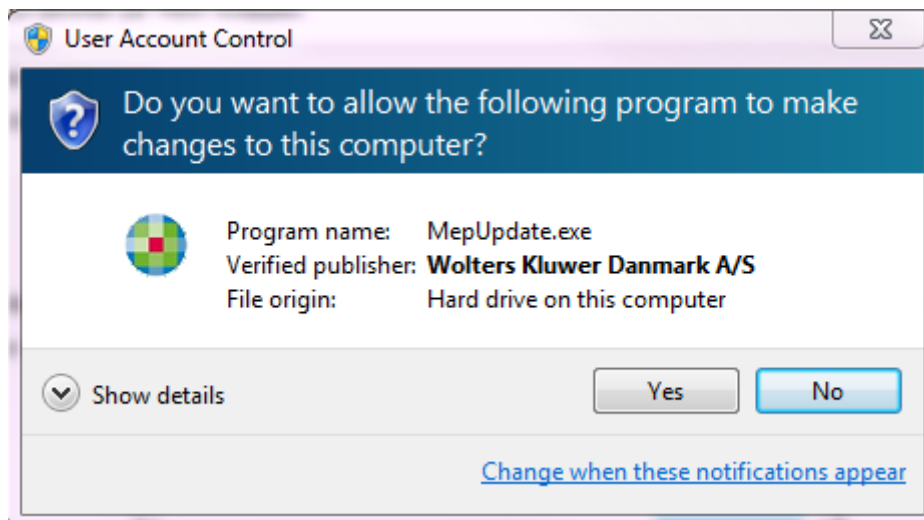 User Account Control
Do you want to allow the following program to make
changes to this computer?
Program name: MepUpdate.exe
Verified publisher: Wolters Kluwer Danmark A/S
File origin: Hard drive on this computer
Show details
Yes
No
Change when these notifications appear